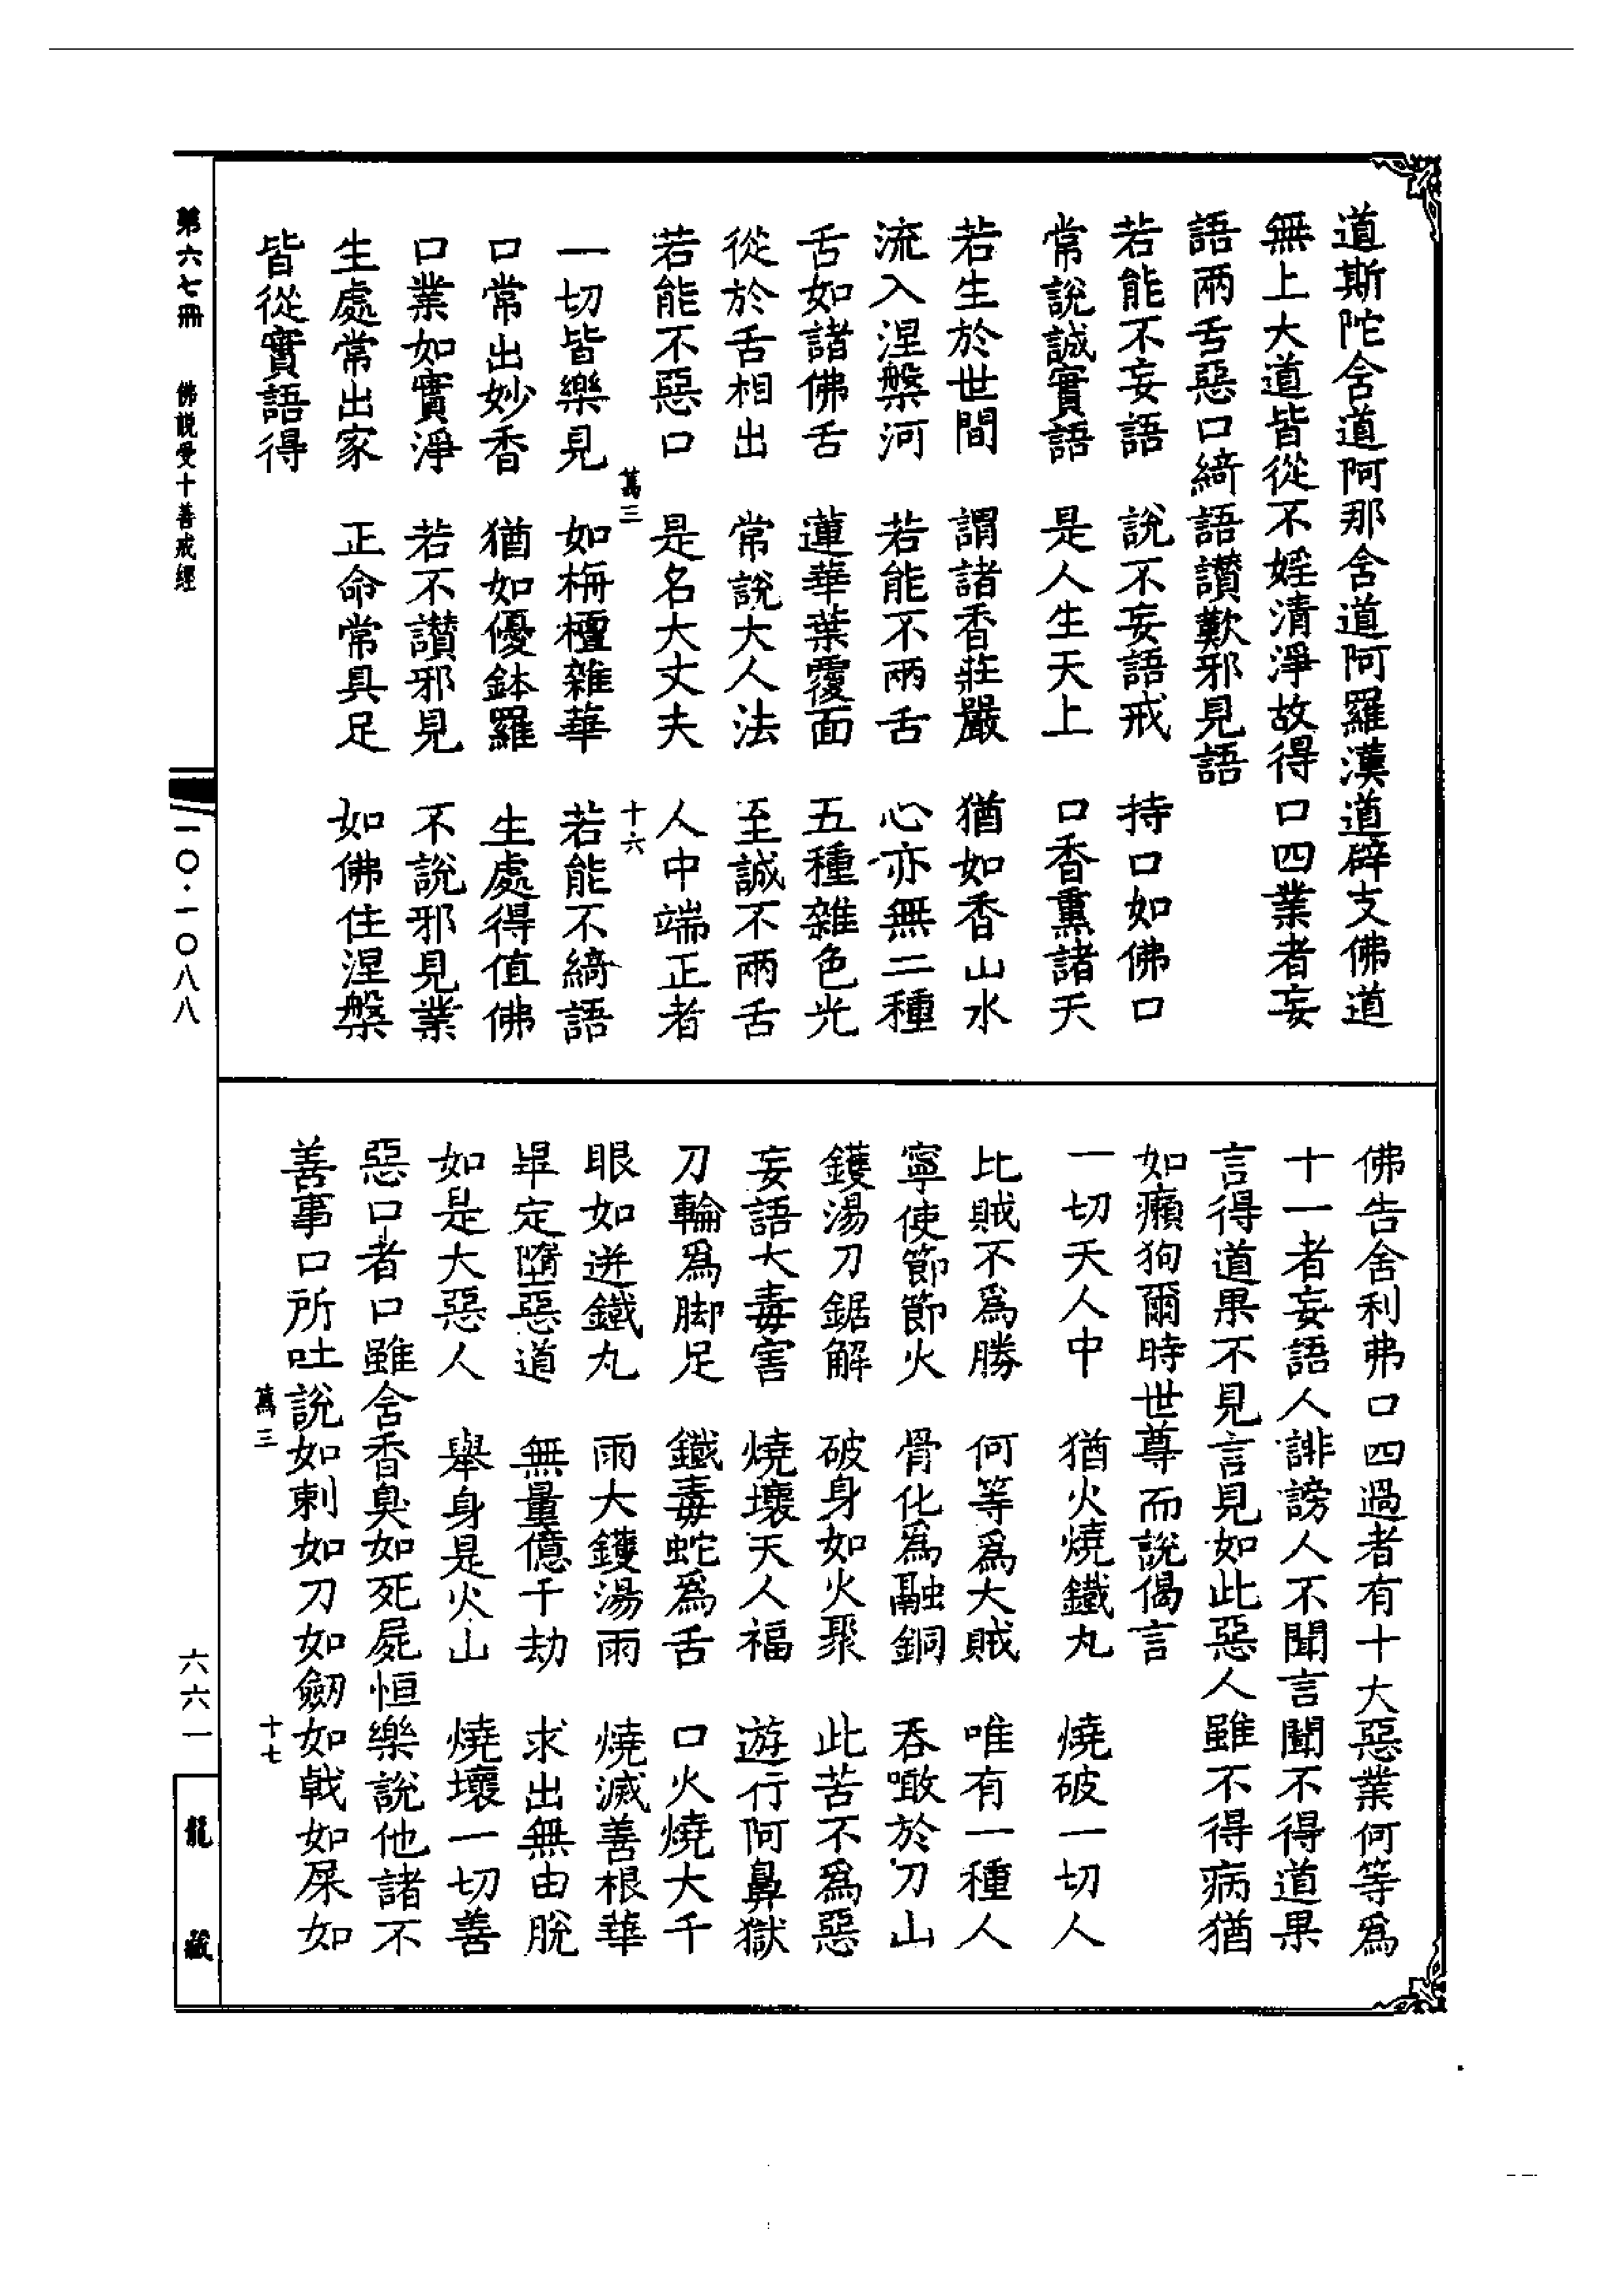 道斯陀含道阿那含道阿羅漢道辟支佛道
無上大道皆從不婬清淨故得口四業者妄
語兩舌惡口綺語讃歎邪見語
若能不妄語　說不妄語戒　持口如佛口
常說誠實語　是人生天上　口香熏諸天
若生於世間　謂諸香莊嚴　猶如香山水
流入涅槃河　若能不兩舌　心亦無二種
舌如諸佛舌　蓮華葉覆面　五種雜色光
從於舌相出　常說大人法　至誠不兩舌
若能不惡口　是名大丈夫　人中端正者
萬三　十六
一切皆樂見　如栴檀雜華　若能不綺語
口常出妙香　猶如優鉢羅　生處得值佛
口業如實淨　若不讃邪見　不說邪見業
生處常出家　正命常具足　如佛住涅槃
皆從實語得
佛告舍利弗口四過者有十大惡業何等爲
十一者妄語人誹謗人不聞言聞不得道果
言得道果不見言見如此惡人雖不得病猶
如癩狗爾時世尊而說偈言
一切天人中　猶火燒鐵丸　燒破一切人
比賊不爲勝　何等爲大賊　唯有一種人
寧使節節火　骨化爲融銅　吞噉於刀山
鑊湯刀鋸解　破身如火聚　此苦不爲惡
妄語大毒害　燒壞天人福　遊行阿鼻獄
刀輪爲脚足　鐵毒蛇爲舌　口火燒大千
眼如迸鐵丸　雨大鑊湯雨　燒滅善根華
畢定墮惡道　無量億千劫　求出無由脫
如是大惡人　舉身是火山　燒壞一切善
惡口者口雖含香臭如死屍恒樂說他諸不
善事口所吐說如刺如刀如劒如戟如屎如
萬三　十七
第六七冊　佛說受十善戒經
一〇·一〇八八
六六一
龍藏